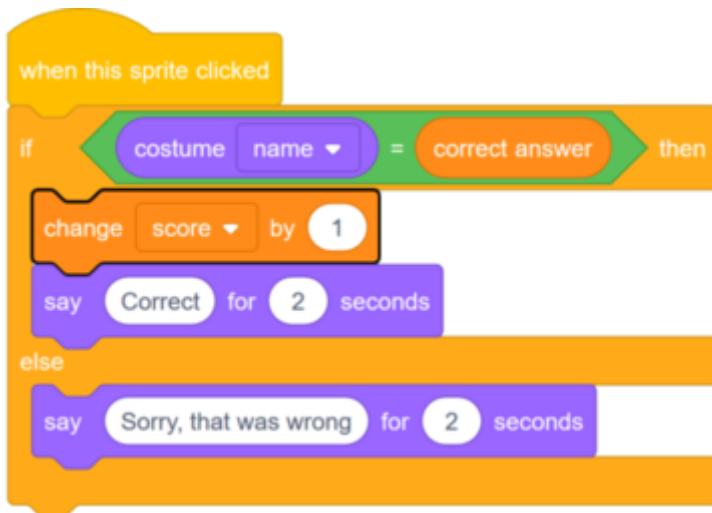 when this sprite clicked
if costume name = correct answer then
change score by 1
say Correct for 2 seconds
else
say Sorry, that was wrong for 2 seconds